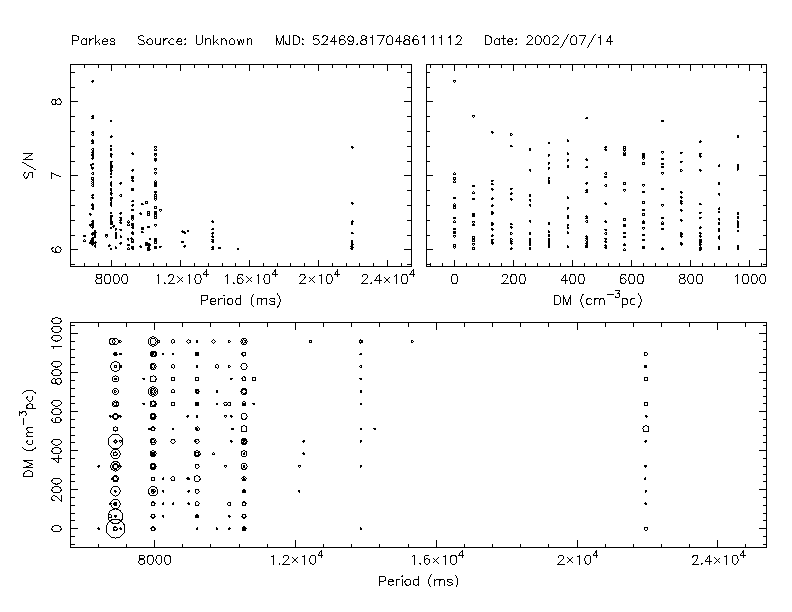 Parkes Source: Unknown MJD: 52469.817048611112 Date: 2002/07/14
S/N
8
7
6
8000 1.2×10⁴ 1.6×10⁴ 2×10⁴ 2.4×10⁴
Period (ms)
0 200 400 600 800 1000
DM (cm⁻³pc)
DM (cm⁻³pc)
1000
800
600
400
200
0
8000 1.2×10⁴ 1.6×10⁴ 2×10⁴ 2.4×10⁴
Period (ms)